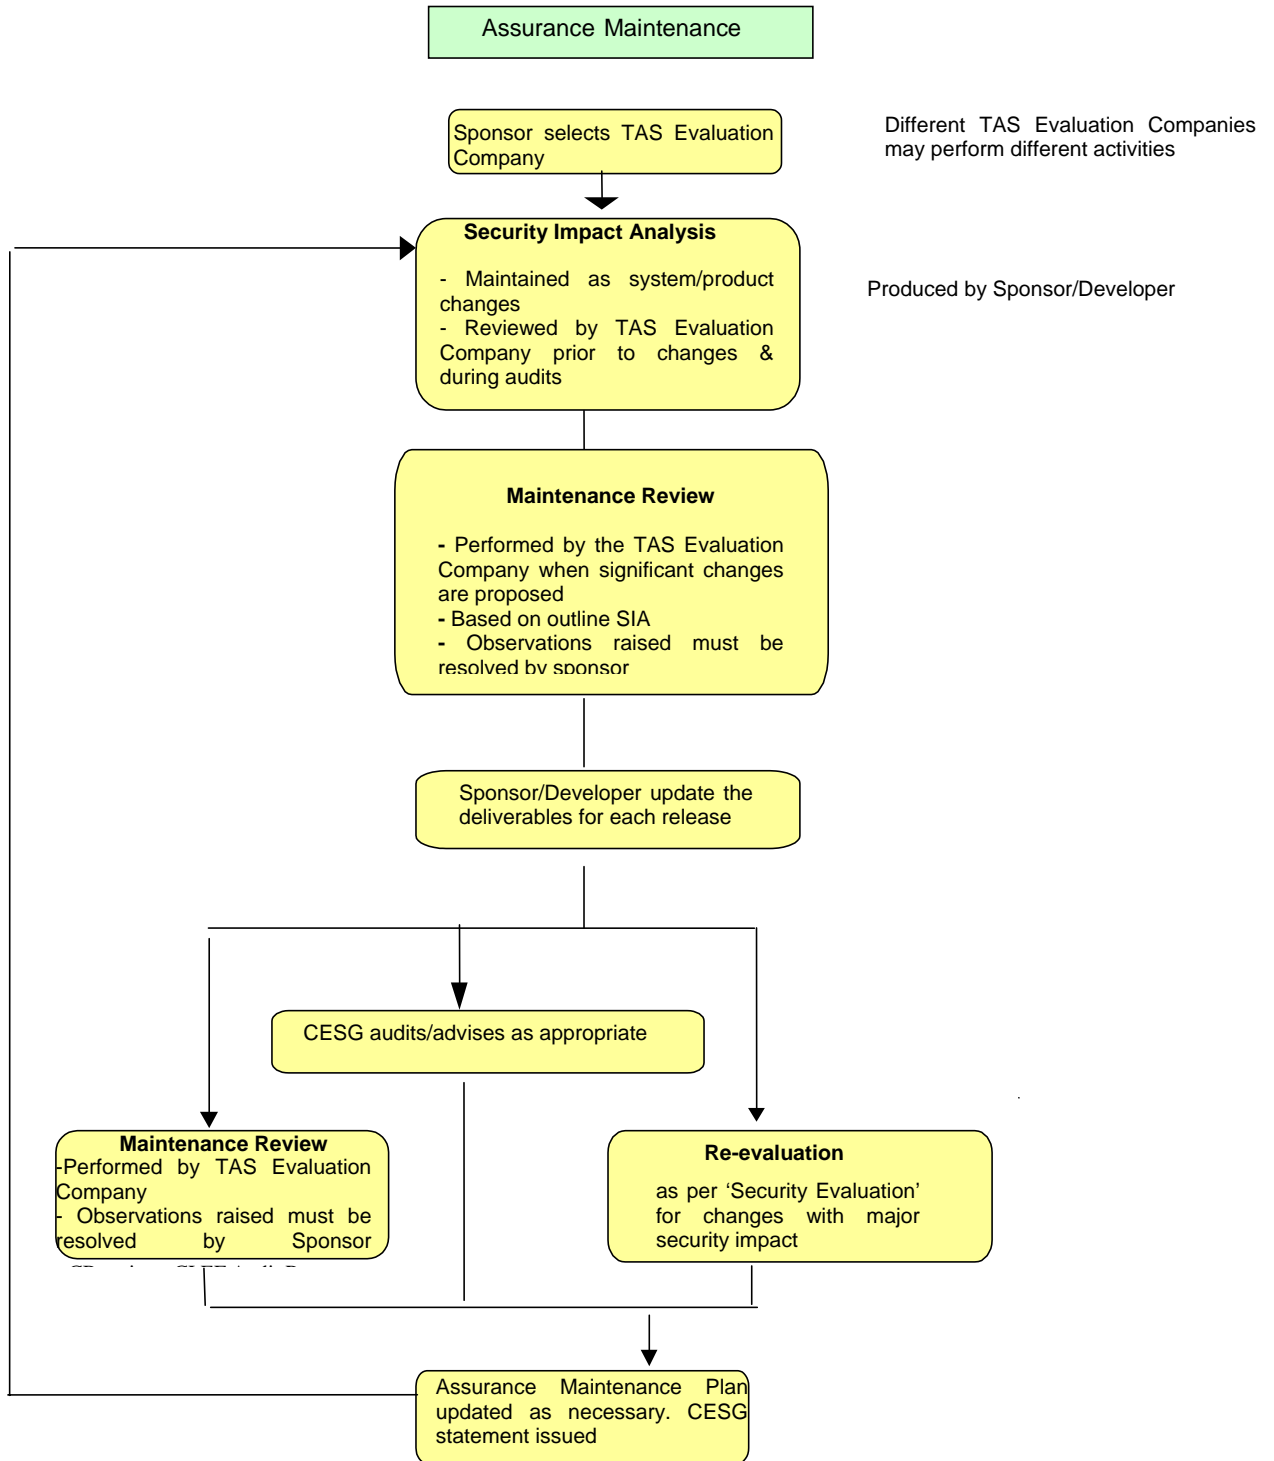 Assurance Maintenance
Sponsor selects TAS Evaluation
Company
Different TAS Evaluation Companies
may perform different activities
Security Impact Analysis
- Maintained as system/product
changes
- Reviewed by TAS Evaluation
Company prior to changes &
during audits
Produced by Sponsor/Developer
Maintenance Review
- Performed by the TAS Evaluation
Company when significant changes
are proposed
- Based on outline SIA
- Observations raised must be
resolved by sponsor
Sponsor/Developer update the
deliverables for each release
CESG audits/advises as appropriate
Maintenance Review
-Performed by TAS Evaluation
Company
- Observations raised must be
resolved by Sponsor
Re-evaluation
as per ‘Security Evaluation’
for changes with major
security impact
Assurance Maintenance Plan
updated as necessary. CESG
statement issued